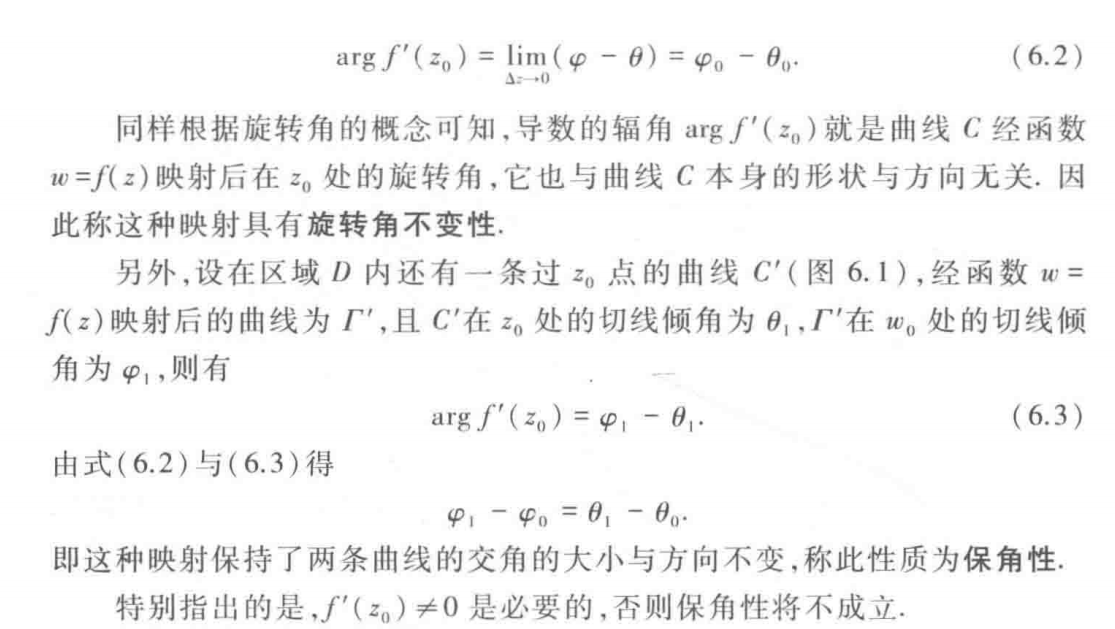 arg f′(z₀) = lim(φ − θ) = φ₀ − θ₀. (6.2)
Δz→0
同样根据旋转角的概念可知,导数的辐角 arg f′(z₀)就是曲线 C 经函数
w=f(z)映射后在 z₀ 处的旋转角,它也与曲线 C 本身的形状与方向无关. 因
此称这种映射具有旋转角不变性.
另外,设在区域 D 内还有一条过 z₀ 点的曲线 C′(图 6.1),经函数 w =
f(z)映射后的曲线为 Γ′,且 C′在 z₀ 处的切线倾角为 θ₁,Γ′在 w₀ 处的切线倾
角为 φ₁,则有
arg f′(z₀) = φ₁ − θ₁. (6.3)
由式(6.2)与(6.3)得
φ₁ − φ₀ = θ₁ − θ₀.
即这种映射保持了两条曲线的交角的大小与方向不变,称此性质为保角性.
特别指出的是,f′(z₀)≠0 是必要的,否则保角性将不成立.